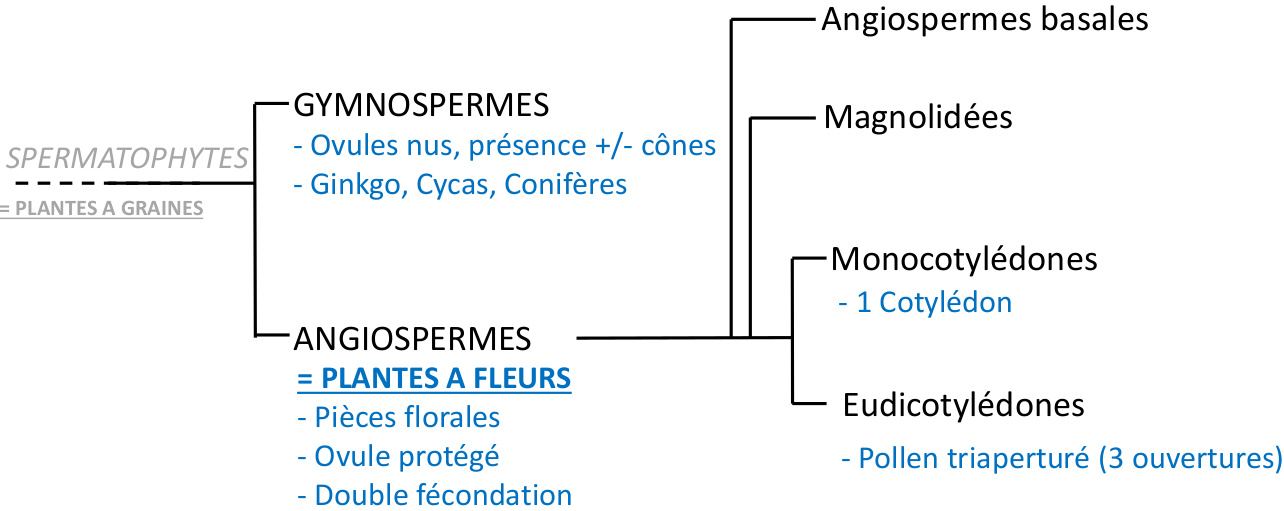 SPERMATOPHYTES
= PLANTES A GRAINES
GYMNOSPERMES
- Ovules nus, présence +/- cônes
- Ginkgo, Cycas, Conifères
ANGIOSPERMES
= PLANTES A FLEURS
- Pièces florales
- Ovule protégé
- Double fécondation
Angiospermes basales
Magnolidées
Monocotylédones
- 1 Cotylédon
Eudicotylédones
- Pollen triaperturé (3 ouvertures)